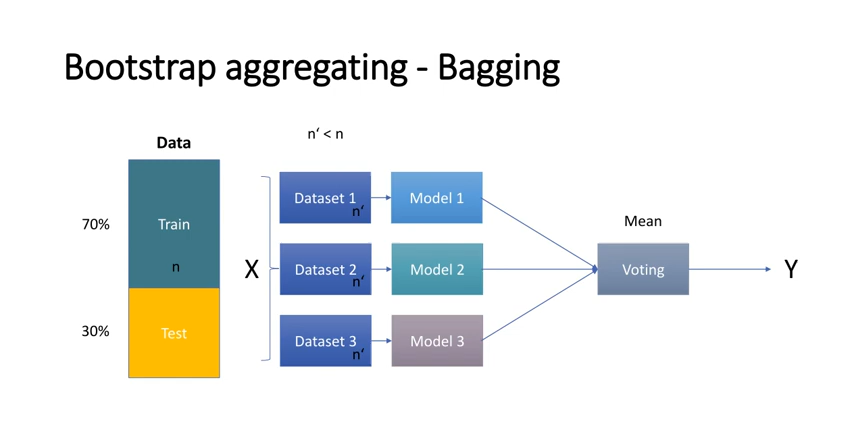 Bootstrap aggregating - Bagging
Data
n‘ < n
70%
Train
n
30%
Test
X
Dataset 1
n‘
Model 1
Dataset 2
n‘
Model 2
Dataset 3
n‘
Model 3
Mean
Voting
Y